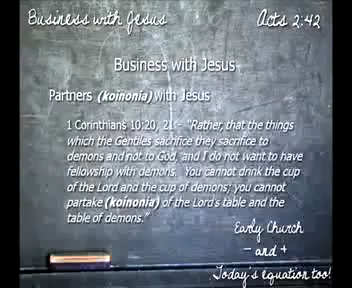 Business with Jesus
Acts 2:42
Business with Jesus
Partners (koinonia) with Jesus
1 Corinthians 10:20, 21 - "Rather, that the things
which the Gentiles sacrifice they sacrifice to
demons and not to God, and I do not want to have
fellowship with demons. You cannot drink the cup
of the Lord and the cup of demons; you cannot
partake (koinonia) of the Lord's table and the
table of demons."
Early Church
- and +
Today's equation too!